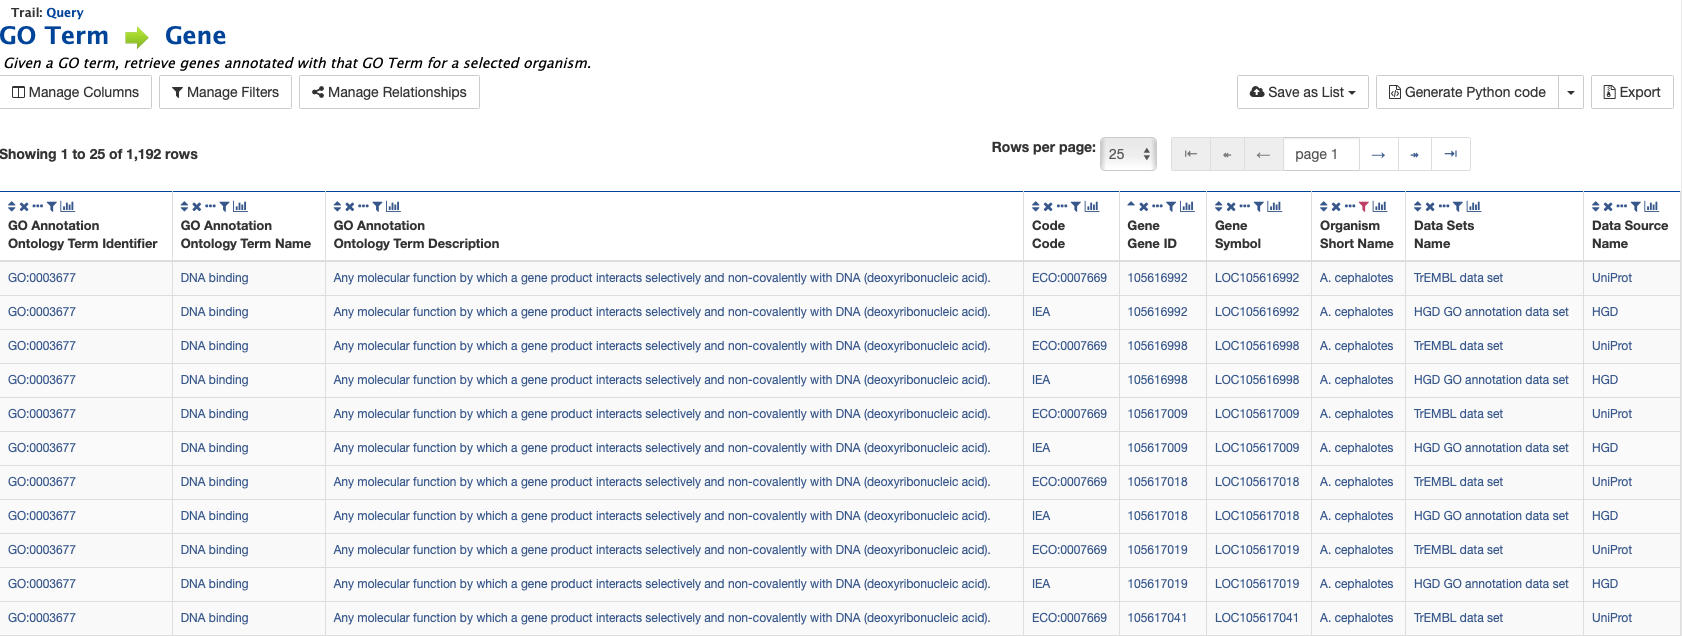 Trail: Query
GO Term Gene
Given a GO term, retrieve genes annotated with that GO Term for a selected organism.
Manage Columns Manage Filters Manage Relationships Save as List Generate Python code Export
Showing 1 to 25 of 1,192 rows Rows per page: 25 page 1
GO Annotation GO Annotation GO Annotation Code Gene Gene Organism Data Sets Data Source
Ontology Term Identifier Ontology Term Name Ontology Term Description Code Gene ID Symbol Short Name Name Name
GO:0003677 DNA binding Any molecular function by which a gene product interacts selectively and non-covalently with DNA (deoxyribonucleic acid). ECO:0007669 105616992 LOC105616992 A. cephalotes TrEMBL data set UniProt
GO:0003677 DNA binding Any molecular function by which a gene product interacts selectively and non-covalently with DNA (deoxyribonucleic acid). IEA 105616992 LOC105616992 A. cephalotes HGD GO annotation data set HGD
GO:0003677 DNA binding Any molecular function by which a gene product interacts selectively and non-covalently with DNA (deoxyribonucleic acid). ECO:0007669 105616998 LOC105616998 A. cephalotes TrEMBL data set UniProt
GO:0003677 DNA binding Any molecular function by which a gene product interacts selectively and non-covalently with DNA (deoxyribonucleic acid). IEA 105616998 LOC105616998 A. cephalotes HGD GO annotation data set HGD
GO:0003677 DNA binding Any molecular function by which a gene product interacts selectively and non-covalently with DNA (deoxyribonucleic acid). ECO:0007669 105617009 LOC105617009 A. cephalotes TrEMBL data set UniProt
GO:0003677 DNA binding Any molecular function by which a gene product interacts selectively and non-covalently with DNA (deoxyribonucleic acid). IEA 105617009 LOC105617009 A. cephalotes HGD GO annotation data set HGD
GO:0003677 DNA binding Any molecular function by which a gene product interacts selectively and non-covalently with DNA (deoxyribonucleic acid). ECO:0007669 105617018 LOC105617018 A. cephalotes TrEMBL data set UniProt
GO:0003677 DNA binding Any molecular function by which a gene product interacts selectively and non-covalently with DNA (deoxyribonucleic acid). IEA 105617018 LOC105617018 A. cephalotes HGD GO annotation data set HGD
GO:0003677 DNA binding Any molecular function by which a gene product interacts selectively and non-covalently with DNA (deoxyribonucleic acid). ECO:0007669 105617019 LOC105617019 A. cephalotes TrEMBL data set UniProt
GO:0003677 DNA binding Any molecular function by which a gene product interacts selectively and non-covalently with DNA (deoxyribonucleic acid). IEA 105617019 LOC105617019 A. cephalotes HGD GO annotation data set HGD
GO:0003677 DNA binding Any molecular function by which a gene product interacts selectively and non-covalently with DNA (deoxyribonucleic acid). ECO:0007669 105617041 LOC105617041 A. cephalotes TrEMBL data set UniProt